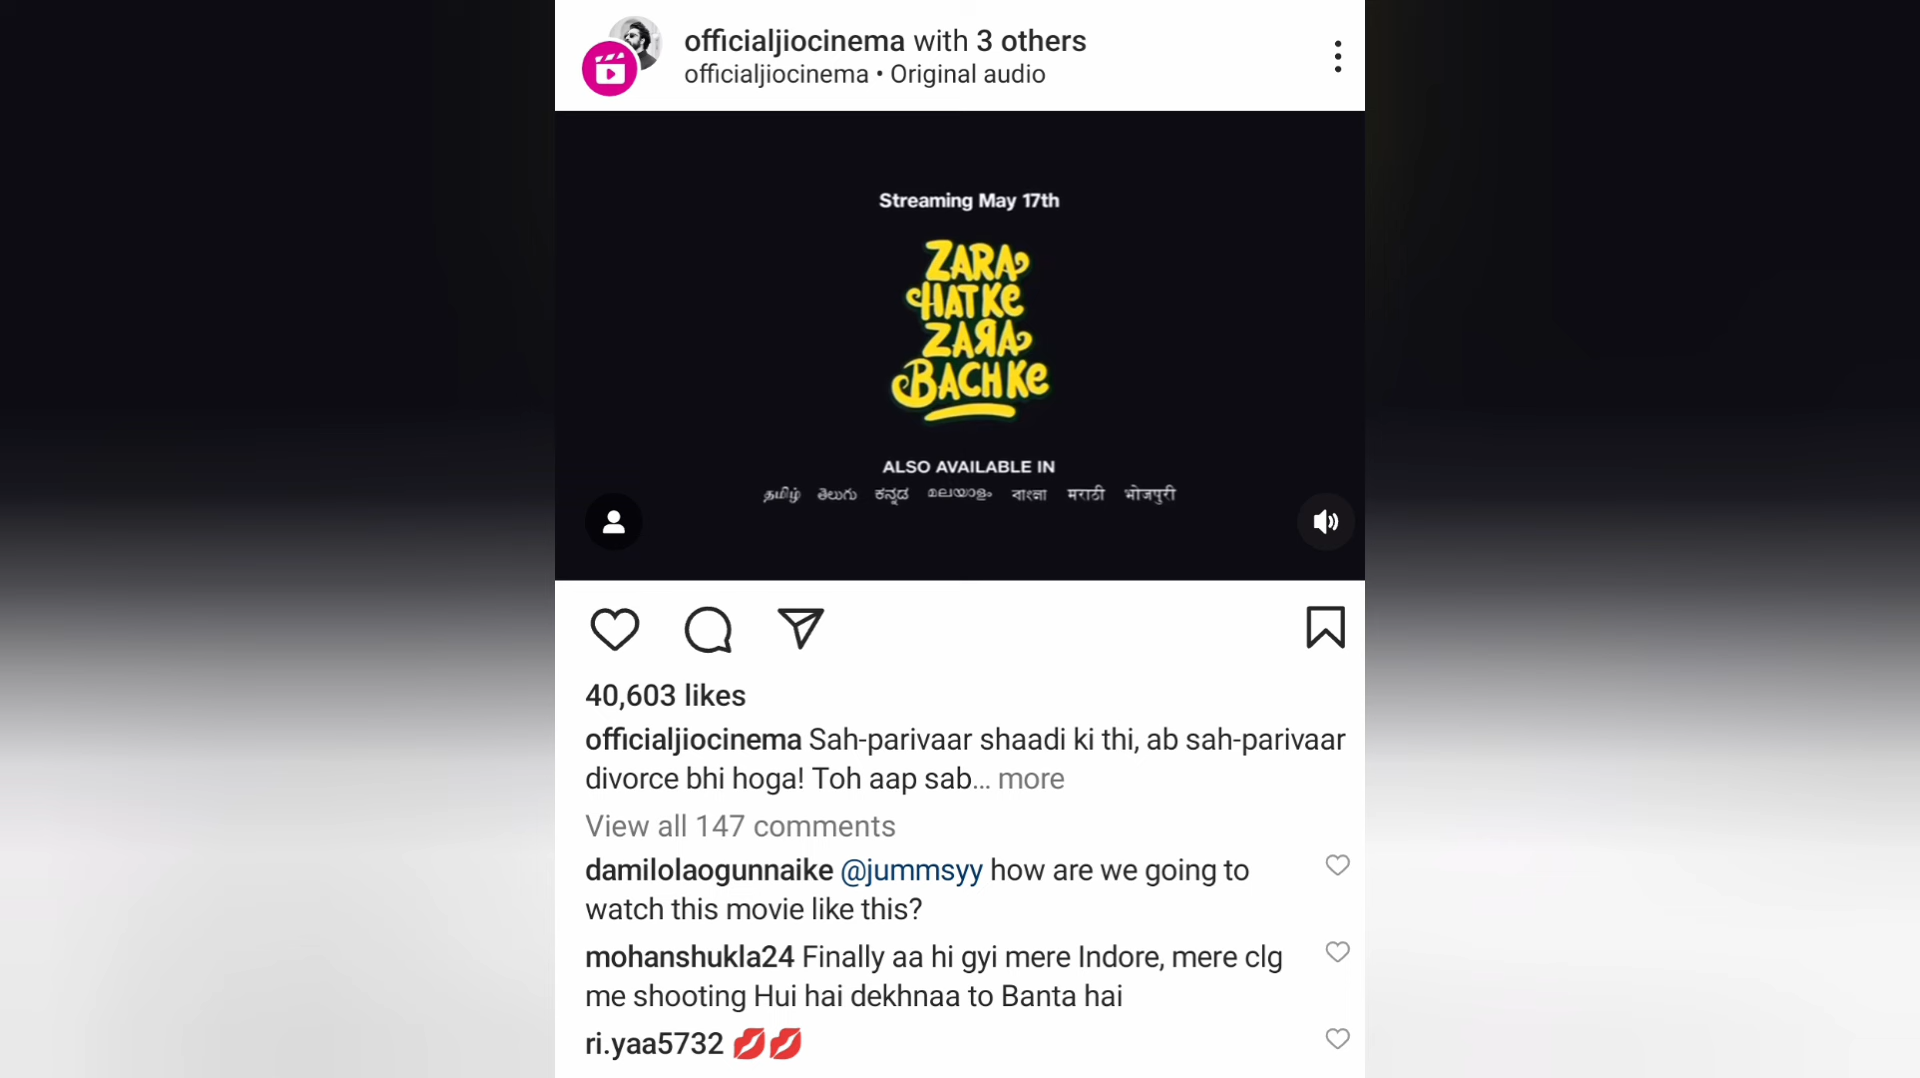 officialjiocinema with 3 others
officialjiocinema • Original audio
Streaming May 17th
ZARA
HATKE
ZARA
BACHKE
ALSO AVAILABLE IN
தமிழ் తెలుగు ಕನ್ನಡ മലയാളം বাংলা मराठी भोजपुरी
40,603 likes
officialjiocinema Sah-parivaar shaadi ki thi, ab sah-parivaar
divorce bhi hoga! Toh aap sab... more
View all 147 comments
damilolaogunnaike @jummsyy how are we going to
watch this movie like this?
mohanshukla24 Finally aa hi gyi mere Indore, mere clg
me shooting Hui hai dekhnaa to Banta hai
ri.yaa5732 💋💋